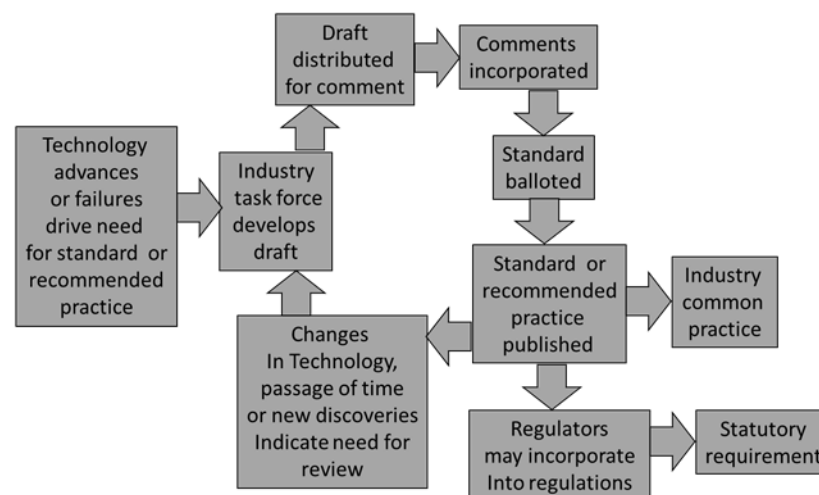 Technology
advances
or failures
drive need
for standard or
recommended
practice
Industry
task force
develops
draft
Draft
distributed
for comment
Comments
incorporated
Standard
balloted
Standard or
recommended
practice
published
Industry
common
practice
Changes
In Technology,
passage of time
or new discoveries
Indicate need for
review
Regulators
may incorporate
Into regulations
Statutory
requirement